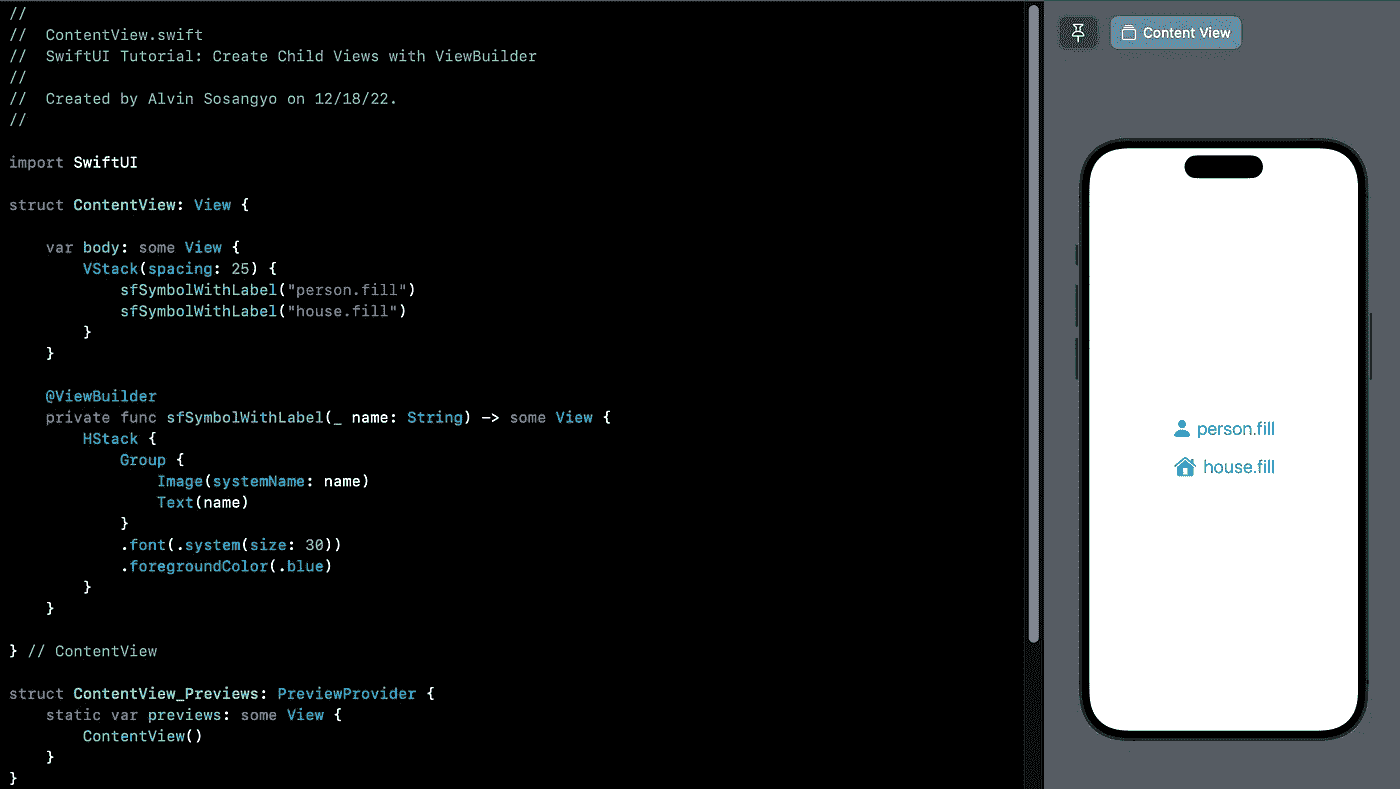 //
//  ContentView.swift
//  SwiftUI Tutorial: Create Child Views with ViewBuilder
//
//  Created by Alvin Sosangyo on 12/18/22.
//
import SwiftUI
struct ContentView: View {
    var body: some View {
        VStack(spacing: 25) {
            sfSymbolWithLabel("person.fill")
            sfSymbolWithLabel("house.fill")
        }
    }
    @ViewBuilder
    private func sfSymbolWithLabel(_ name: String) -> some View {
        HStack {
            Group {
                Image(systemName: name)
                Text(name)
            }
            .font(.system(size: 30))
            .foregroundColor(.blue)
        }
    }
} // ContentView
struct ContentView_Previews: PreviewProvider {
    static var previews: some View {
        ContentView()
    }
}
Content View
person.fill
house.fill